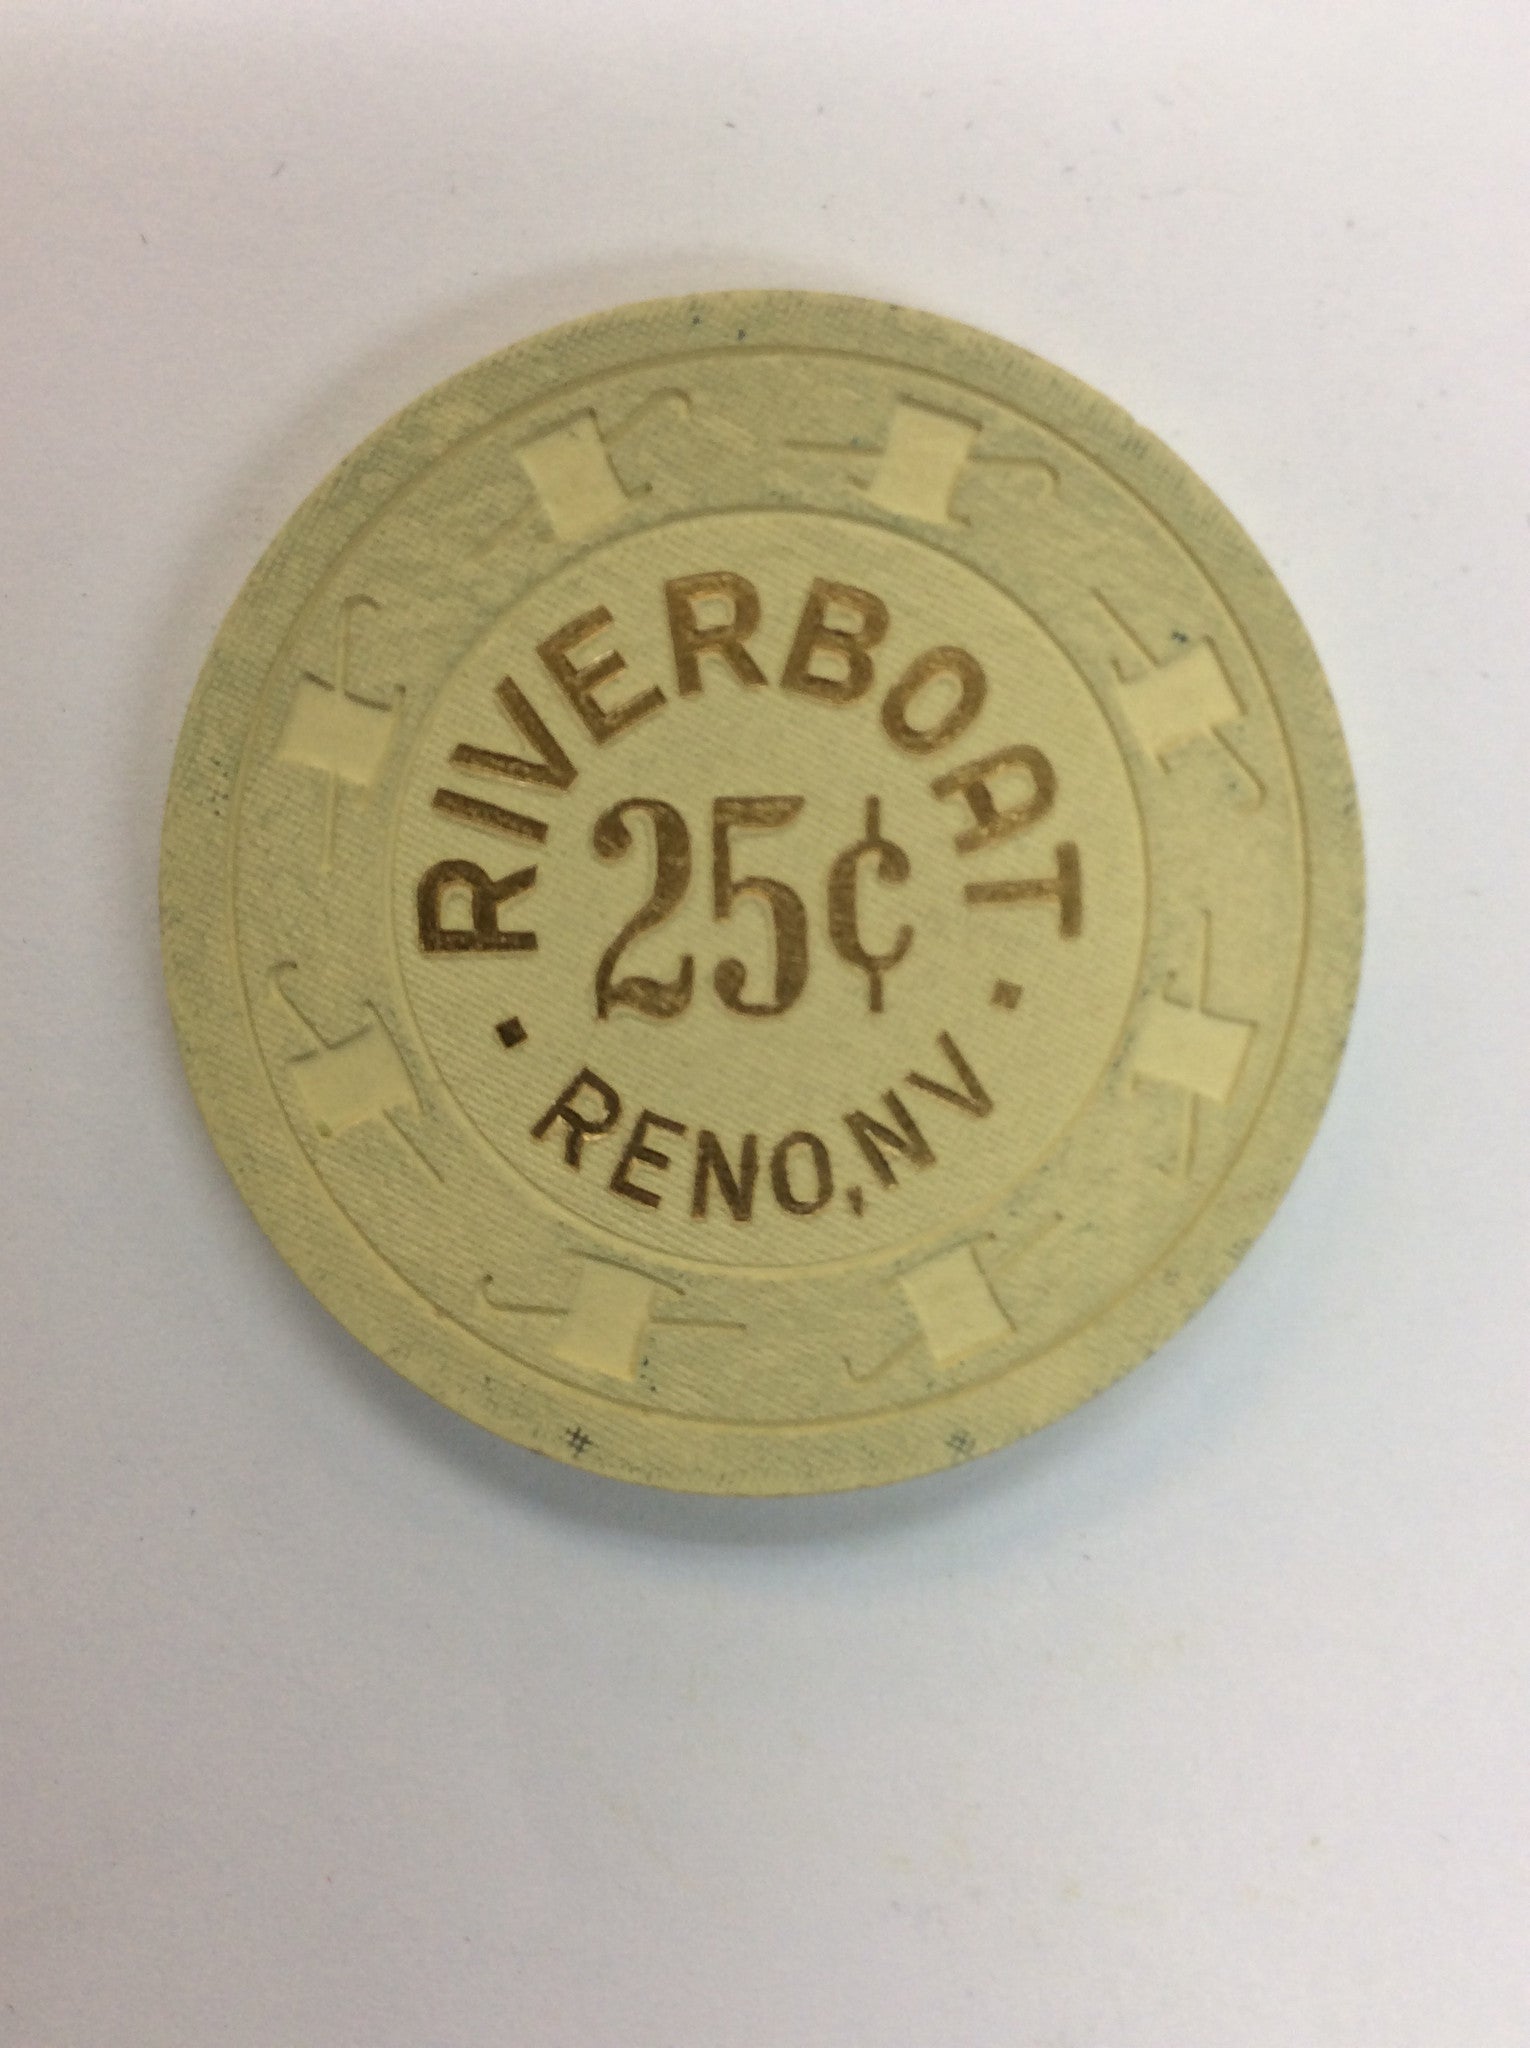 RIVERBOAT
25¢
RENO, NV